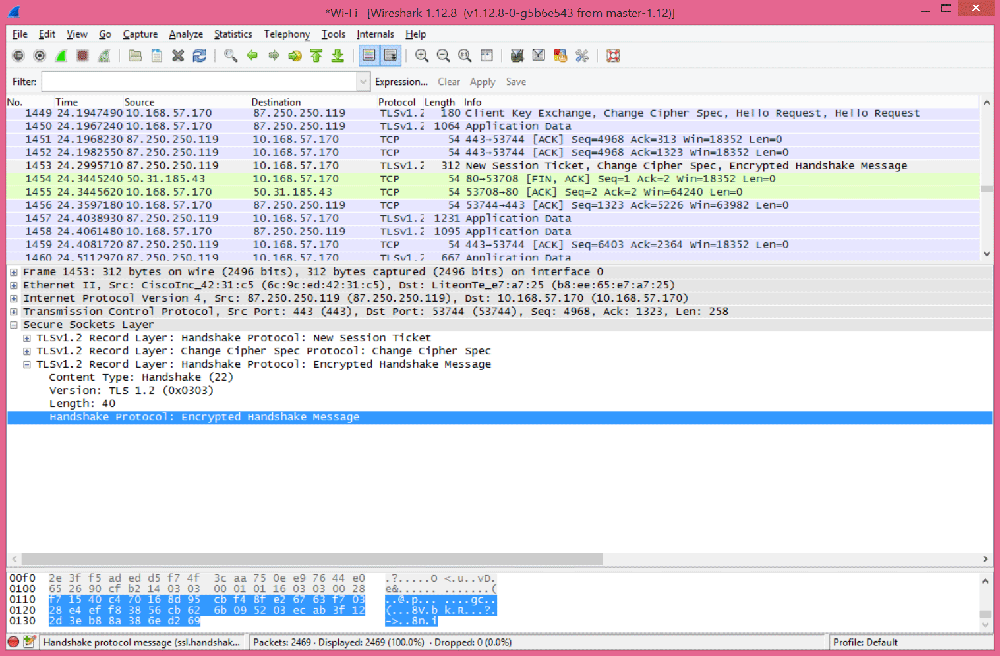 *Wi-Fi [Wireshark 1.12.8 (v1.12.8-0-g5b6e543 from master-1.12)]
File Edit View Go Capture Analyze Statistics Telephony Tools Internals Help
Filter: Expression... Clear Apply Save
No. Time Source Destination Protocol Length Info
1449 24.1947490 10.168.57.170 87.250.250.119 TLSv1.2 180 Client Key Exchange, Change Cipher Spec, Hello Request, Hello Request
1450 24.1967240 10.168.57.170 87.250.250.119 TLSv1.2 1064 Application Data
1451 24.1968230 87.250.250.119 10.168.57.170 TCP 54 443→53744 [ACK] Seq=4968 Ack=313 Win=18352 Len=0
1452 24.1982550 87.250.250.119 10.168.57.170 TCP 54 443→53744 [ACK] Seq=4968 Ack=1323 Win=18352 Len=0
1453 24.2995710 87.250.250.119 10.168.57.170 TLSv1.2 312 New Session Ticket, Change Cipher Spec, Encrypted Handshake Message
1454 24.3445240 50.31.185.43 10.168.57.170 TCP 54 80→53708 [FIN, ACK] Seq=1 Ack=2 Win=18352 Len=0
1455 24.3445620 10.168.57.170 50.31.185.43 TCP 54 53708→80 [ACK] Seq=2 Ack=2 Win=64240 Len=0
1456 24.3597180 10.168.57.170 87.250.250.119 TCP 54 53744→443 [ACK] Seq=1323 Ack=5226 Win=63982 Len=0
1457 24.4038930 87.250.250.119 10.168.57.170 TLSv1.2 1231 Application Data
1458 24.4061480 10.168.57.170 87.250.250.119 TLSv1.2 1095 Application Data
1459 24.4081720 87.250.250.119 10.168.57.170 TCP 54 443→53744 [ACK] Seq=6403 Ack=2364 Win=18352 Len=0
1460 24.5112970 87.250.250.119 10.168.57.170 TLSv1.2 667 Application Data
Frame 1453: 312 bytes on wire (2496 bits), 312 bytes captured (2496 bits) on interface 0
Ethernet II, Src: CiscoInc_42:31:c5 (6c:9c:ed:42:31:c5), Dst: LiteonTe_e7:a7:25 (b8:ee:65:e7:a7:25)
Internet Protocol Version 4, Src: 87.250.250.119 (87.250.250.119), Dst: 10.168.57.170 (10.168.57.170)
Transmission Control Protocol, Src Port: 443 (443), Dst Port: 53744 (53744), Seq: 4968, Ack: 1323, Len: 258
Secure Sockets Layer
TLSv1.2 Record Layer: Handshake Protocol: New Session Ticket
TLSv1.2 Record Layer: Change Cipher Spec Protocol: Change Cipher Spec
TLSv1.2 Record Layer: Handshake Protocol: Encrypted Handshake Message
Content Type: Handshake (22)
Version: TLS 1.2 (0x0303)
Length: 40
Handshake Protocol: Encrypted Handshake Message
00f0 2e 3f f5 ad ed d5 f7 4f 3c aa 75 0e e9 76 44 e0 .?.....O <.u..vD.
0100 65 26 90 cf b2 14 03 03 00 01 01 16 03 03 00 28 e&...... .......(
0110 f7 15 40 c4 70 16 8d 95 cb f4 8f e2 67 63 f7 03 ..@.p... ....gc..
0120 28 e4 ef f8 38 56 cb 62 6b 09 52 03 ec ab 3f 12 (...8V.b k.R...?.
0130 2d 3e b8 8a 38 6e d2 69 ->..8n.i
Handshake protocol message (ssl.handshak... Packets: 2469 · Displayed: 2469 (100.0%) · Dropped: 0 (0.0%) Profile: Default